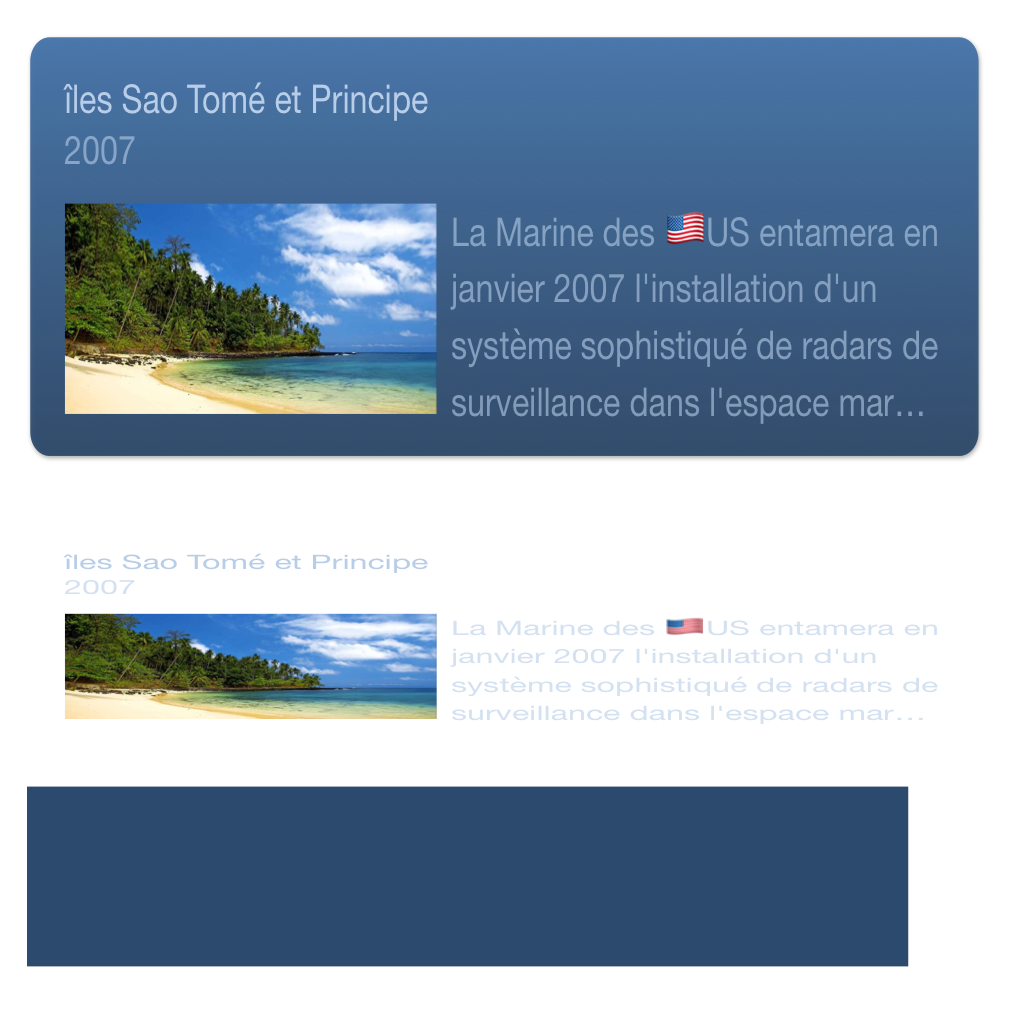 îles Sao Tomé et Principe
2007
La Marine des 🇺🇸US entamera en
janvier 2007 l'installation d'un
système sophistiqué de radars de
surveillance dans l'espace mar…
îles Sao Tomé et Principe
2007
La Marine des 🇺🇸US entamera en
janvier 2007 l'installation d'un
système sophistiqué de radars de
surveillance dans l'espace mar…